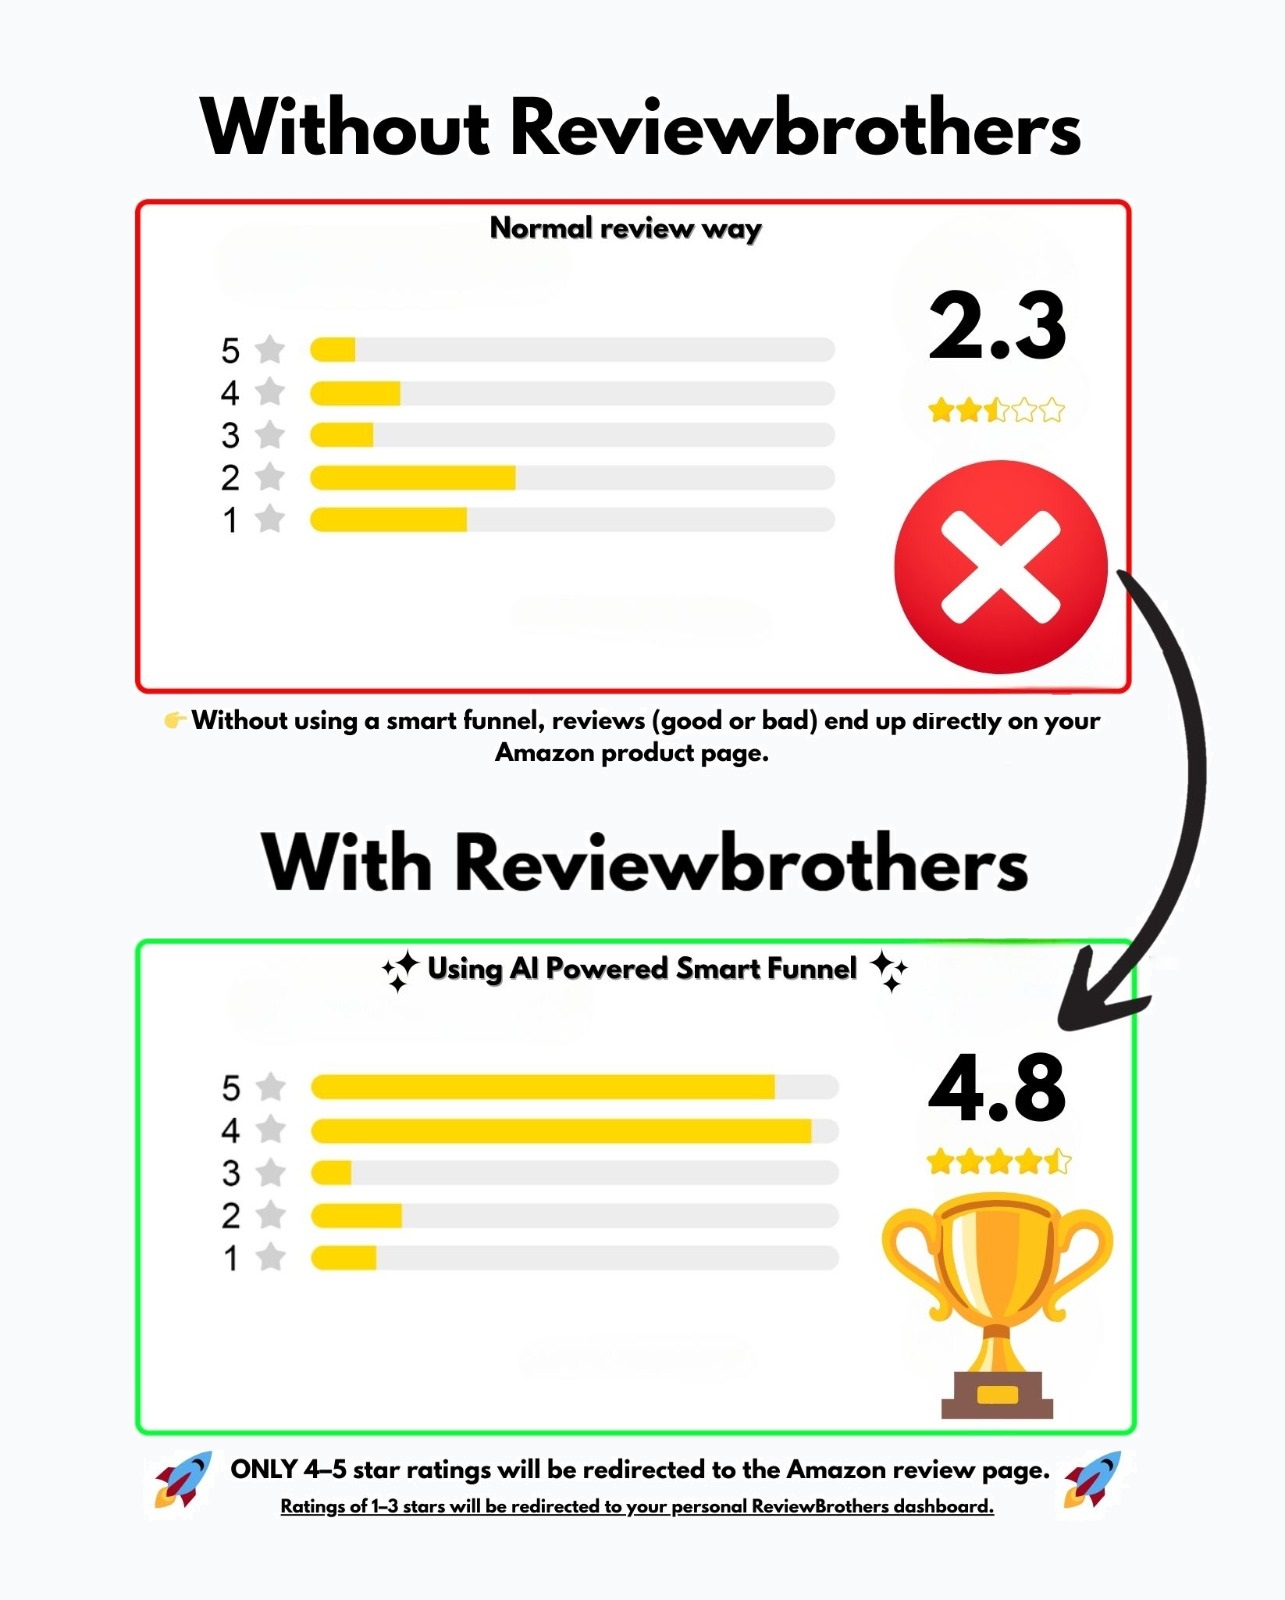 Without Reviewbrothers
Normal review way
2.3
5
4
3
2
1
Without using a smart funnel, reviews (good or bad) end up directly on your
Amazon product page.
With Reviewbrothers
Using AI Powered Smart Funnel
4.8
5
4
3
2
1
ONLY 4–5 star ratings will be redirected to the Amazon review page.
Ratings of 1–3 stars will be redirected to your personal ReviewBrothers dashboard.